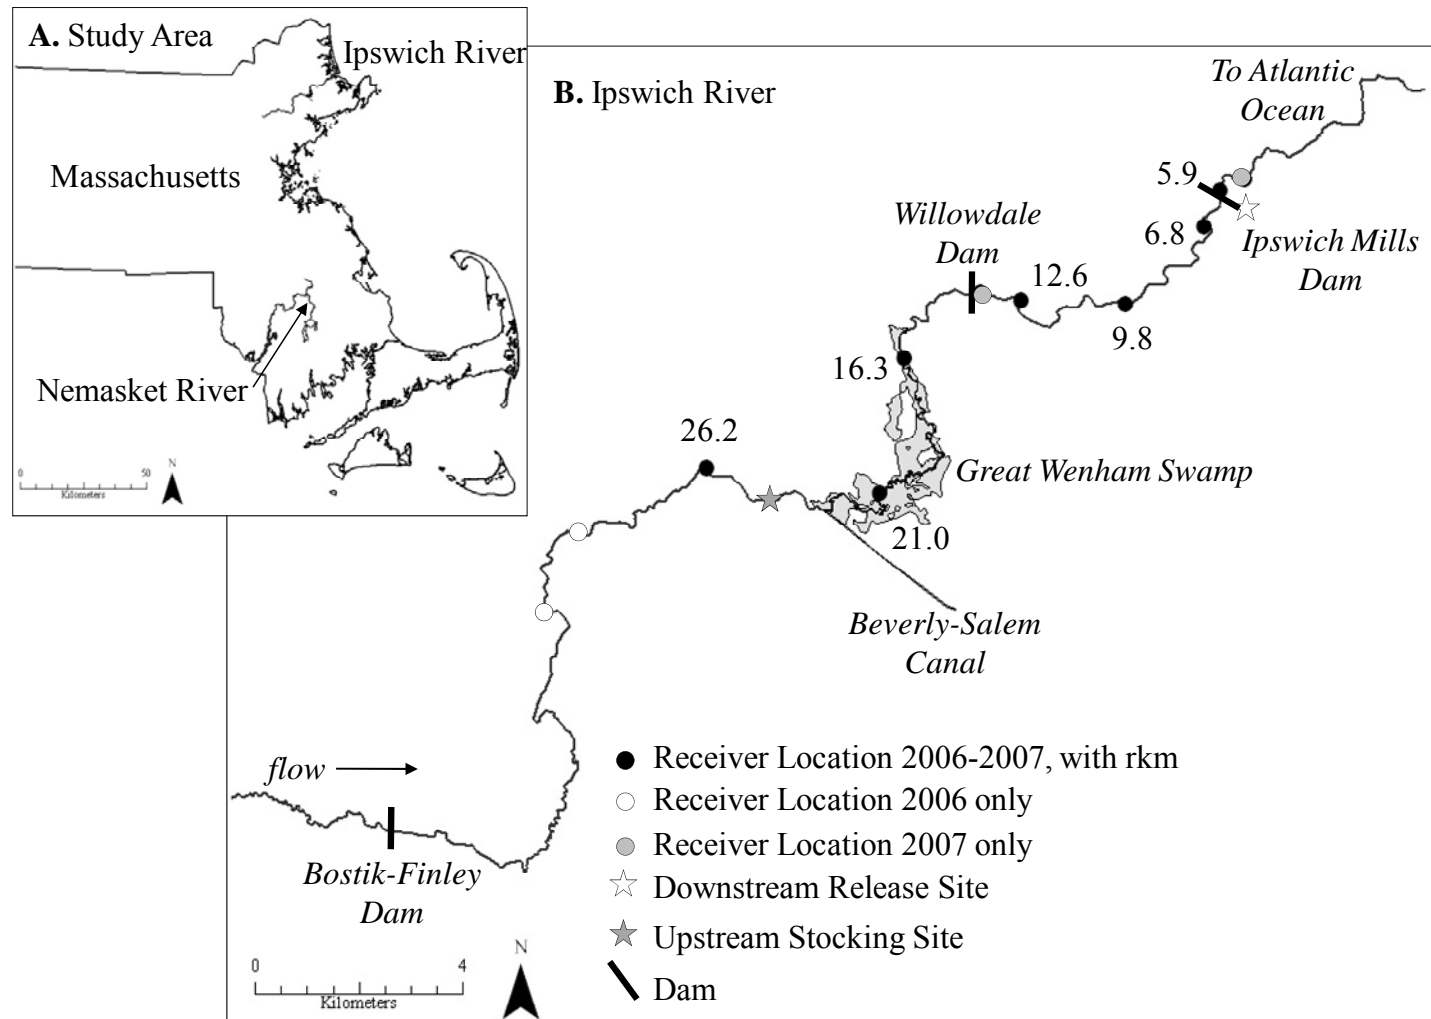 A. Study Area
Ipswich River
Massachusetts
Nemasket River
0
50
Kilometers
N
B. Ipswich River
To Atlantic
Ocean
5.9
Willowdale
Dam
6.8
Ipswich Mills
Dam
12.6
9.8
16.3
26.2
Great Wenham Swamp
21.0
Beverly-Salem
Canal
flow
Bostik-Finley
Dam
Receiver Location 2006-2007, with rkm
Receiver Location 2006 only
Receiver Location 2007 only
Downstream Release Site
Upstream Stocking Site
Dam
0
4
Kilometers
N